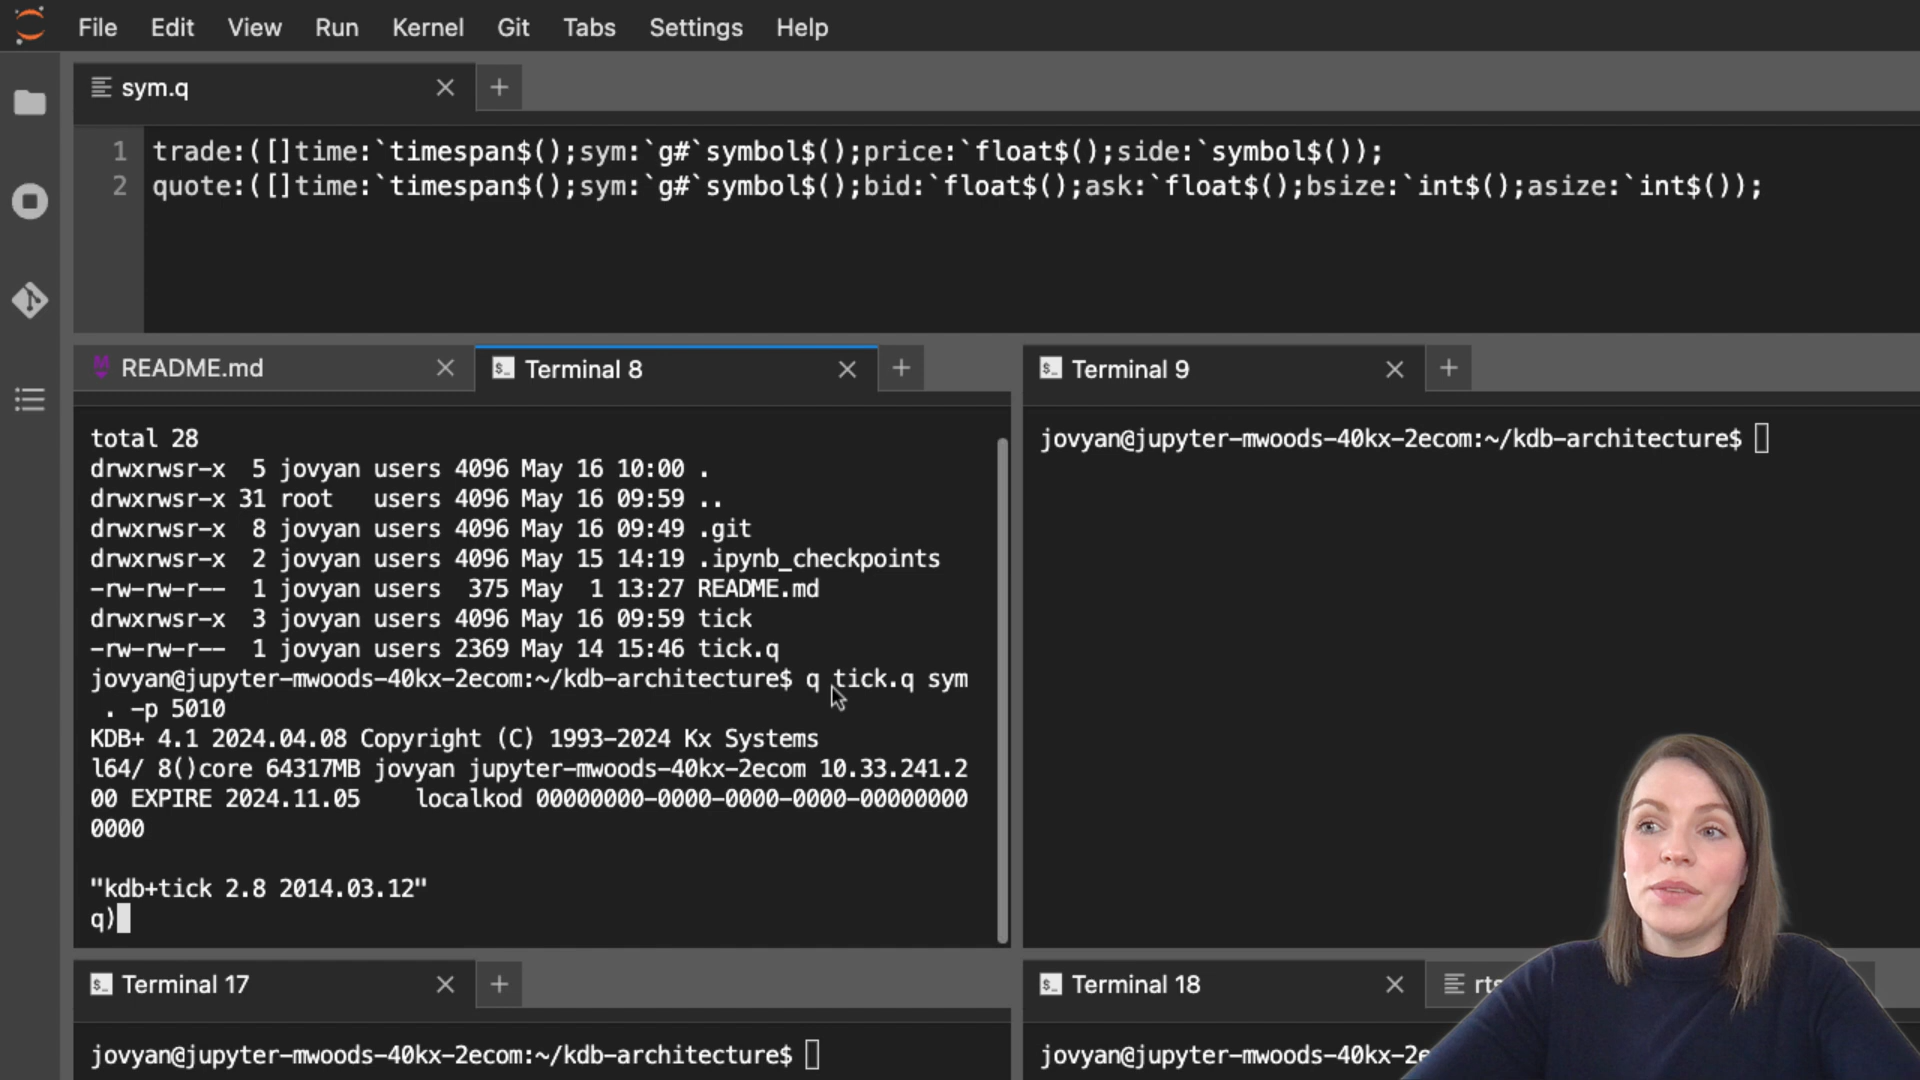 File Edit View Run Kernel Git Tabs Settings Help
sym.q
1 trade:([]time:`timespan$();sym:`g#`symbol$();price:`float$();side:`symbol$());
2 quote:([]time:`timespan$();sym:`g#`symbol$();bid:`float$();ask:`float$();bsize:`int$();asize:`int$());
README.md
Terminal 8
total 28
drwxrwsr-x 5 jovyan users 4096 May 16 10:00 .
drwxrwsr-x 31 root users 4096 May 16 09:59 ..
drwxrwsr-x 8 jovyan users 4096 May 16 09:49 .git
drwxrwsr-x 2 jovyan users 4096 May 15 14:19 .ipynb_checkpoints
-rw-rw-r-- 1 jovyan users 375 May 1 13:27 README.md
drwxrwsr-x 3 jovyan users 4096 May 16 09:59 tick
-rw-rw-r-- 1 jovyan users 2369 May 14 15:46 tick.q
jovyan@jupyter-mwoods-40kx-2ecom:~/kdb-architecture$ q tick.q sym
. -p 5010
KDB+ 4.1 2024.04.08 Copyright (C) 1993-2024 Kx Systems
l64/ 8()core 64317MB jovyan jupyter-mwoods-40kx-2ecom 10.33.241.2
00 EXPIRE 2024.11.05 localkod 00000000-0000-0000-0000-00000000
0000
"kdb+tick 2.8 2014.03.12"
q)
Terminal 9
jovyan@jupyter-mwoods-40kx-2ecom:~/kdb-architecture$
Terminal 17
jovyan@jupyter-mwoods-40kx-2ecom:~/kdb-architecture$
Terminal 18
jovyan@jupyter-mwoods-40kx-2e